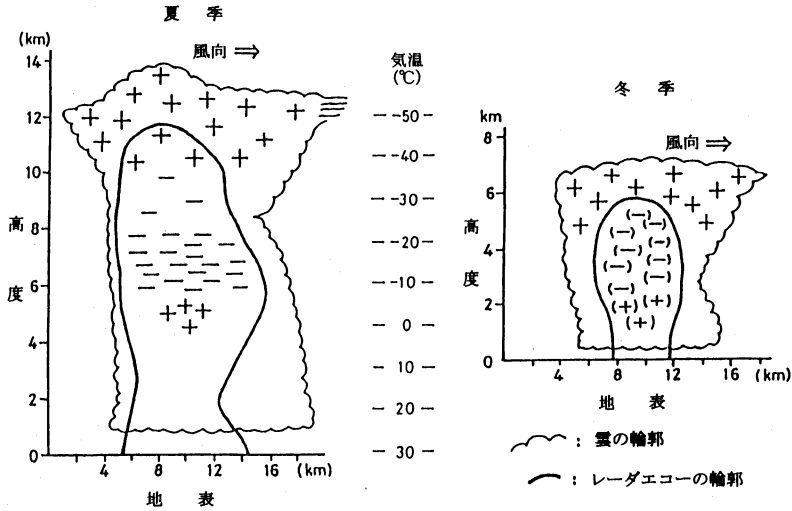 夏 季
(km)
風向 ⇒
14
12
10
8
6
4
2
0
高
度
4
8
12
16
(km)
地 表
気温
(℃)
-50
-40
-30
-20
-10
0
10
20
30
冬 季
km
風向 ⇒
8
6
4
2
0
高
度
4
8
12
16
(km)
地 表
: 雲の輪郭
: レーダエコーの輪郭